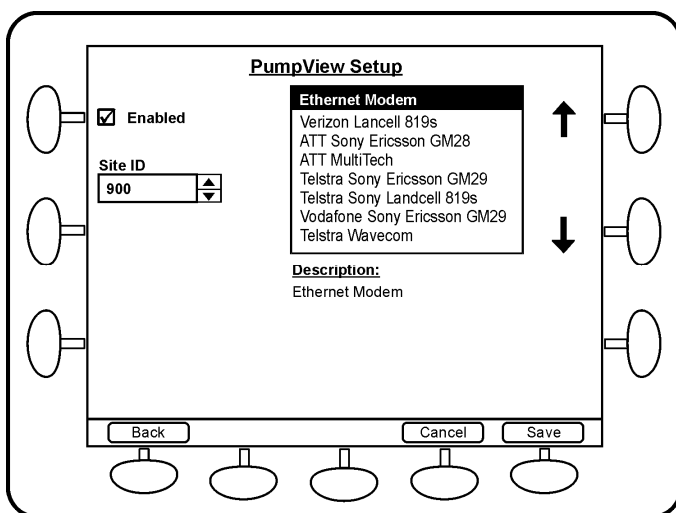 PumpView Setup
Enabled
Site ID
900
Ethernet Modem
Verizon Lancell 819s
ATT Sony Ericsson GM28
ATT MultiTech
Telstra Sony Ericsson GM29
Telstra Sony Landcell 819s
Vodafone Sony Ericsson GM29
Telstra Wavecom
Description:
Ethernet Modem
Back
Cancel
Save